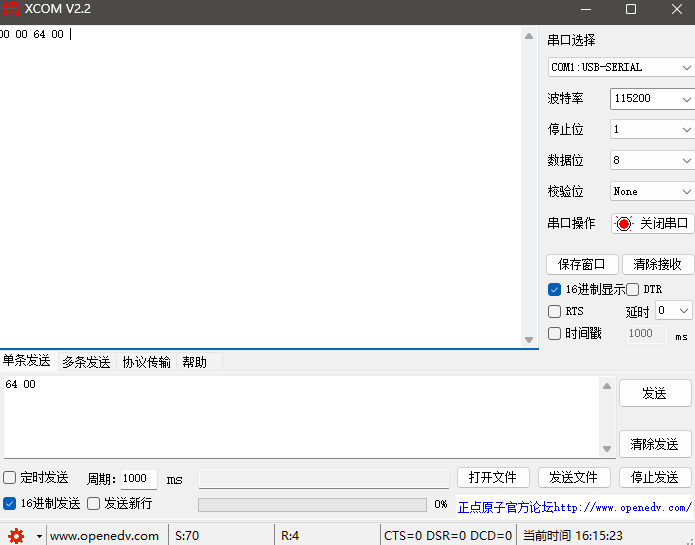 XCOM V2.2
00 00 64 00
串口选择
COM1:USB-SERIAL
波特率 115200
停止位 1
数据位 8
校验位 None
串口操作 关闭串口
保存窗口 清除接收
16进制显示 DTR
RTS 延时 0
时间戳 1000 ms
单条发送 多条发送 协议传输 帮助
64 00
发送
清除发送
定时发送 周期: 1000 ms 打开文件 发送文件 停止发送
16进制发送 发送新行 0% 正点原子官方论坛http://www.openedv.com/
www.openedv.com S:70 R:4 CTS=0 DSR=0 DCD=0 当前时间 16:15:23